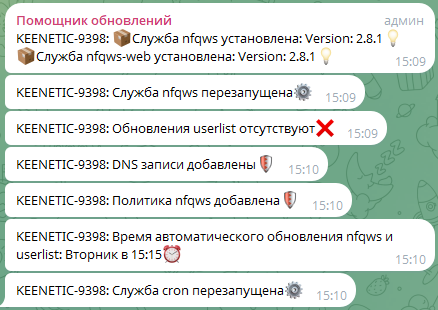 Помощник обновлений админ
KEENETIC-9398: 📦Служба nfqws установлена: Version: 2.8.1💡
📦Служба nfqws-web установлена: Version: 2.8.1 💡
15:09
KEENETIC-9398: Служба nfqws перезапущена⚙️ 15:09
KEENETIC-9398: Обновления userlist отсутствуют❌ 15:09
KEENETIC-9398: DNS записи добавлены🛡 15:10
KEENETIC-9398: Политика nfqws добавлена🛡 15:10
KEENETIC-9398: Время автоматического обновления nfqws и
userlist: Вторник в 15:15⏰ 15:10
KEENETIC-9398: Служба cron перезапущена⚙️ 15:10